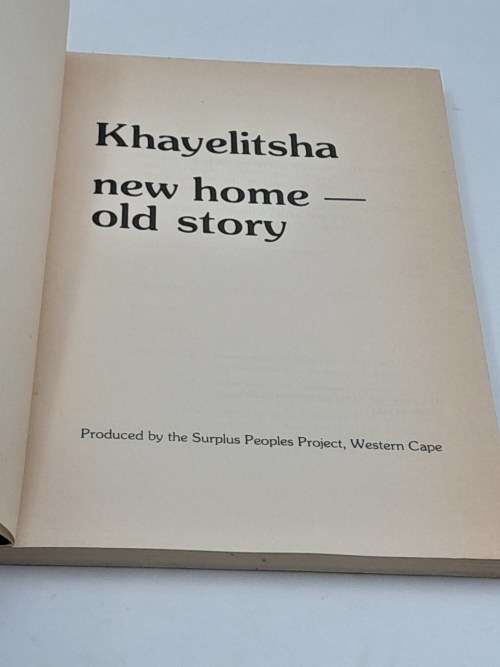 Khayelitsha
new home —
old story
Produced by the Surplus Peoples Project, Western Cape